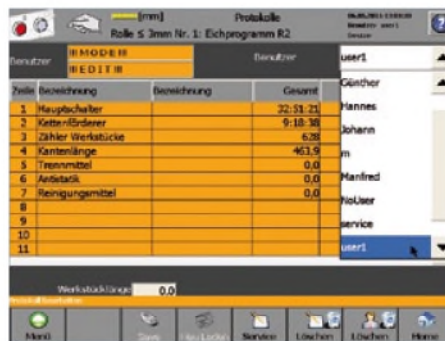 [mm] Protokolle
Rolle ≤ 3mm Nr. 1: Eichprogramm R2
Benutzer !!! M O D E !!! Benutzer user1
!!! E D I T !!!
Zeile Bezeichnung Bezeichnung Gesamt
1 Hauptschalter 32:51:21
2 Kettenförderer 9:18:38
3 Zähler Werkstücke 628
4 Kantenlänge 463,9
5 Trennmittel 0,0
6 Antistatik 0,0
7 Reinigungsmittel 0,0
8
9
10
11
Günther
Hannes
Johann
m
Manfred
NoUser
service
user1
Werkstücklänge 0.0
Protokoll bearbeiten
Menü Save Service Löschen Löschen Home